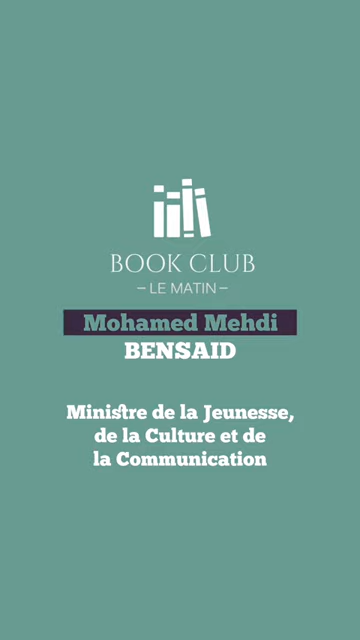 BOOK CLUB
– LE MATIN –
Mohamed Mehdi
BENSAID
Ministre de la Jeunesse,
de la Culture et de
la Communication